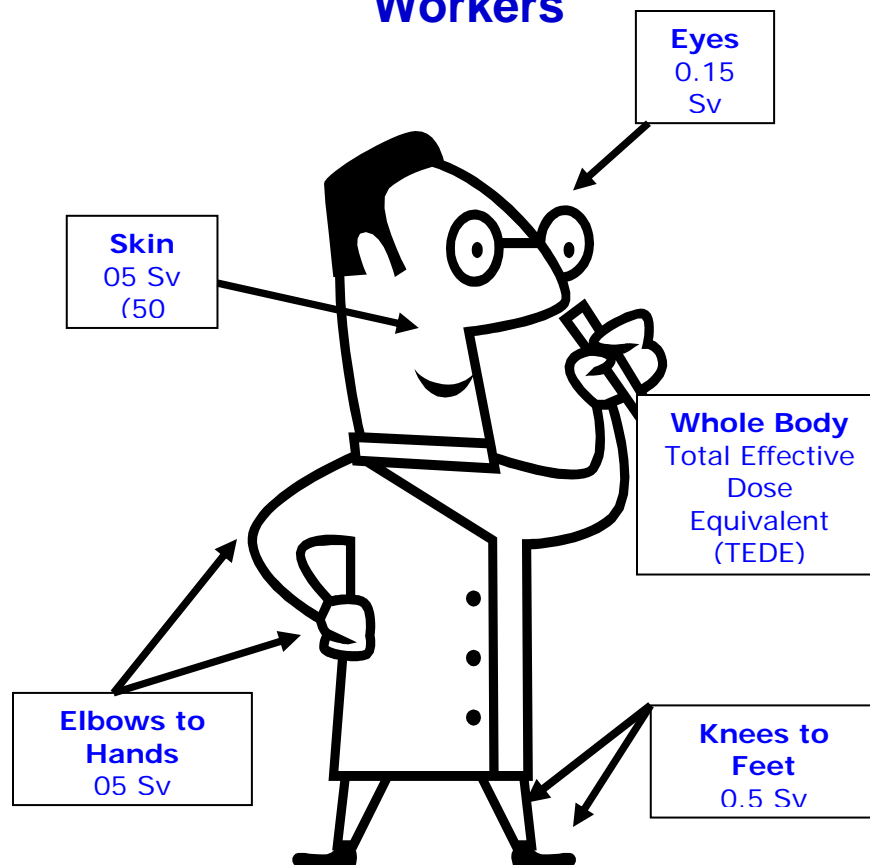 Workers
Eyes
0.15
Sv
Skin
05 Sv
(50
Whole Body
Total Effective
Dose
Equivalent
(TEDE)
Elbows to
Hands
05 Sv
Knees to
Feet
0.5 Sv